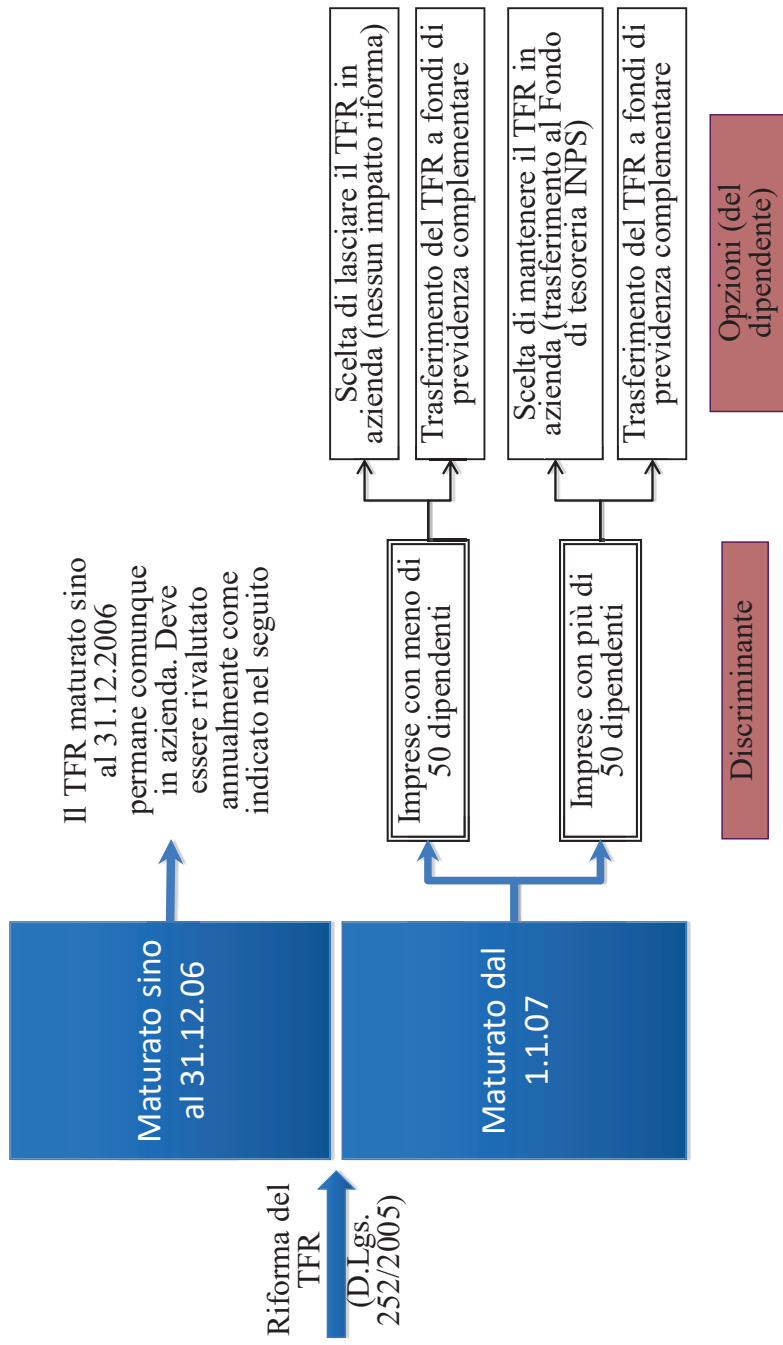 Riforma del
TFR
(D.Lgs.
252/2005)
Maturato sino
al 31.12.06
Il TFR maturato sino
al 31.12.2006
permane comunque
in azienda. Deve
essere rivalutato
annualmente come
indicato nel seguito
Maturato dal
1.1.07
Imprese con meno di
50 dipendenti
Scelta di lasciare il TFR in
azienda (nessun impatto riforma)
Trasferimento del TFR a fondi di
previdenza complementare
Imprese con più di
50 dipendenti
Scelta di mantenere il TFR in
azienda (trasferimento al Fondo
di tesoreria INPS)
Trasferimento del TFR a fondi di
previdenza complementare
Discriminante
Opzioni (del
dipendente)